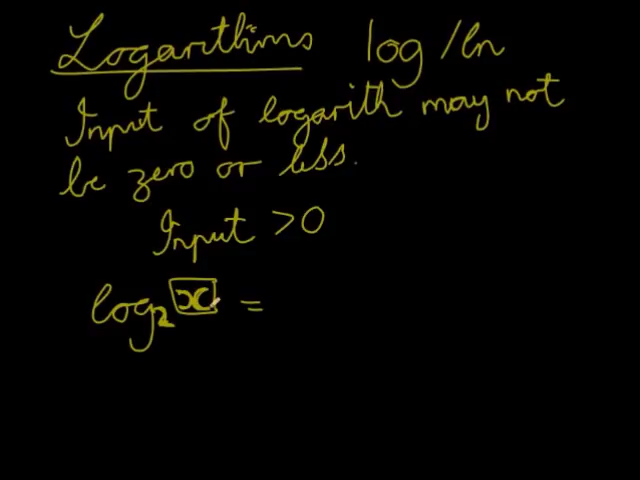 Logarithms log/ln
Input of logarith may not
be zero or less.
Input >0
log₂ x =